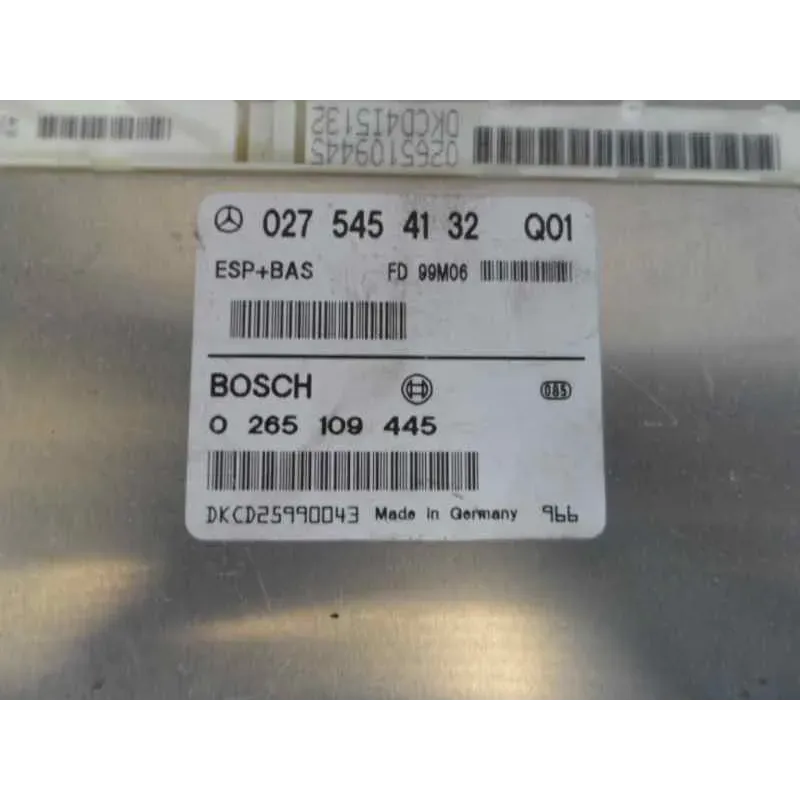 DKCD4I5132
0265109445
027 545 41 32 Q01
ESP+BAS FD 99M06
BOSCH 085
0 265 109 445
DKCD25990043 Made in Germany 966